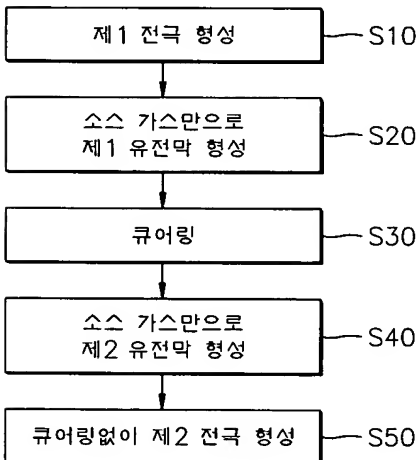 제1 전극 형성
S10
소스 가스만으로
제1 유전막 형성
S20
큐어링
S30
소스 가스만으로
제2 유전막 형성
S40
큐어링없이 제2 전극 형성
S50